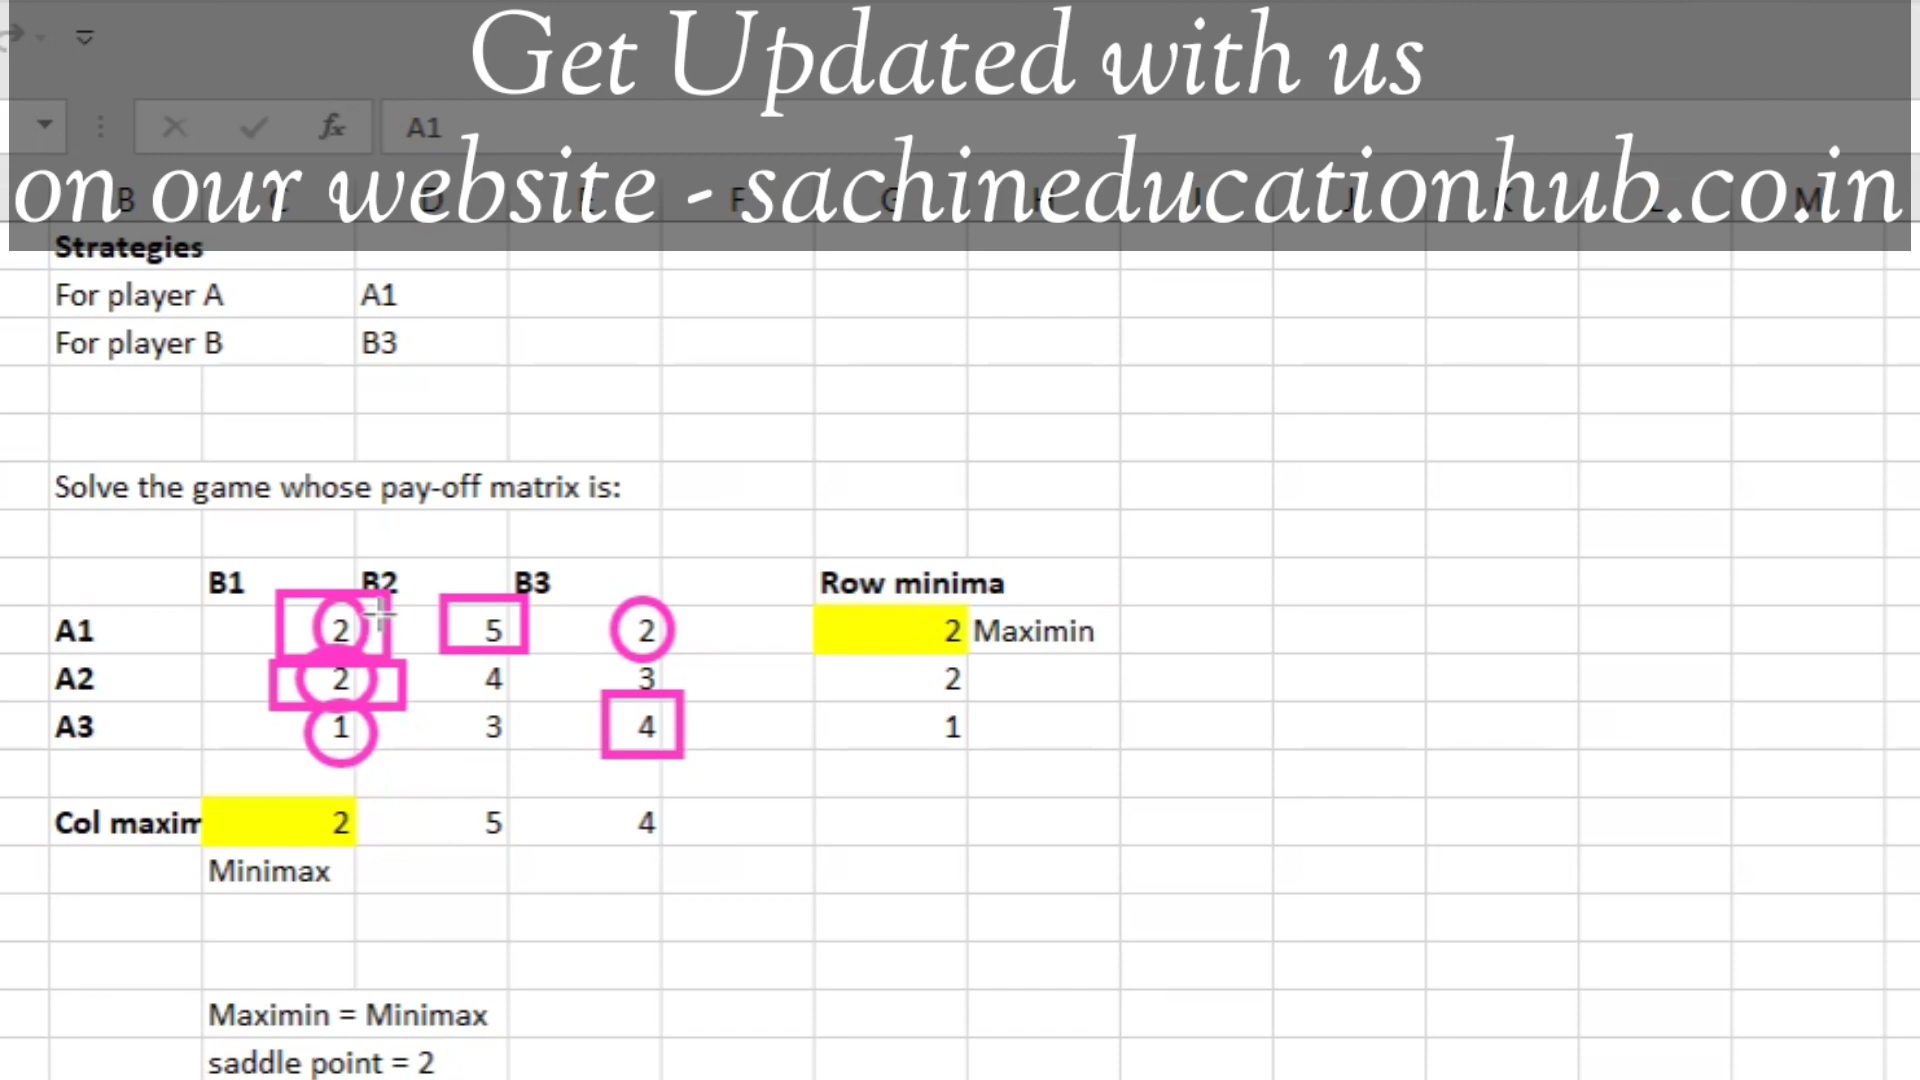 Get Updated with us
A1
on our website - sachineducationhub.co.in
B C D E F G H I J K L M
Strategies
For player A A1
For player B B3
Solve the game whose pay-off matrix is:
B1 B2 B3 Row minima
A1 2 5 2 2 Maximin
A2 2 4 3 2
A3 1 3 4 1
Col maxim 2 5 4
Minimax
Maximin = Minimax
saddle point = 2